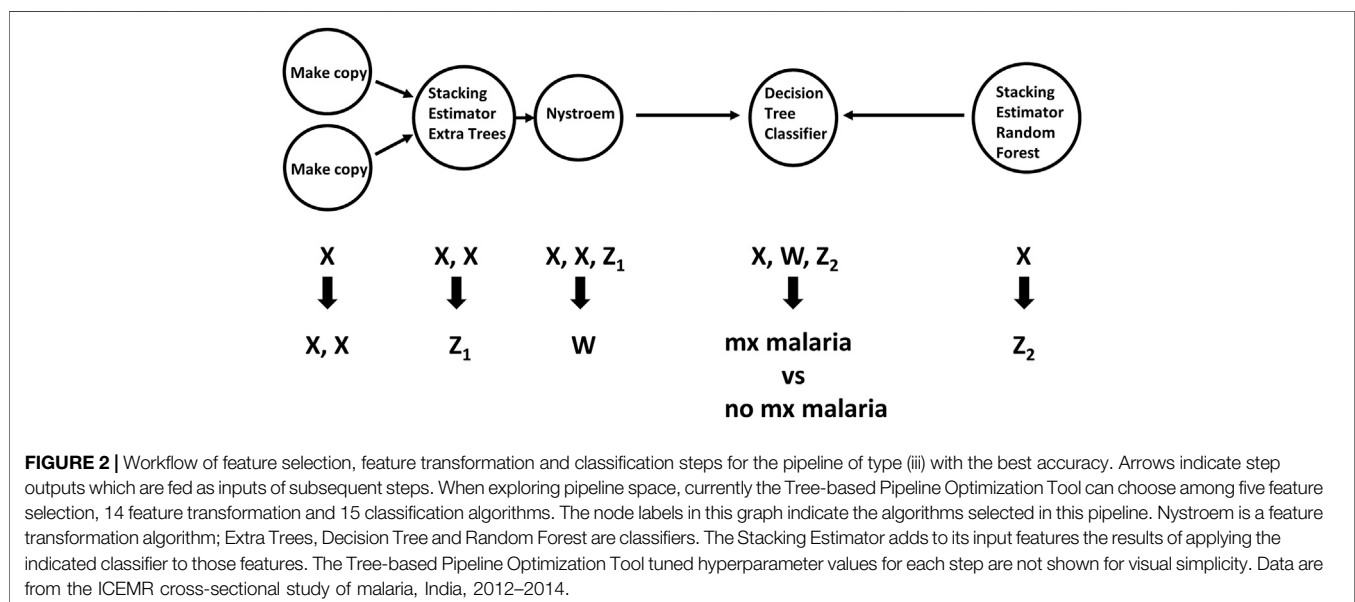 Make copy
Make copy
Stacking
Estimator
Extra Trees
Nystroem
Decision
Tree
Classifier
Stacking
Estimator
Random
Forest
X
X, X
X, X, Z₁
X, W, Z₂
X
X, X
Z₁
W
mx malaria
vs
no mx malaria
Z₂
FIGURE 2 | Workflow of feature selection, feature transformation and classification steps for the pipeline of type (iii) with the best accuracy. Arrows indicate step
outputs which are fed as inputs of subsequent steps. When exploring pipeline space, currently the Tree-based Pipeline Optimization Tool can choose among five feature
selection, 14 feature transformation and 15 classification algorithms. The node labels in this graph indicate the algorithms selected in this pipeline. Nystroem is a feature
transformation algorithm; Extra Trees, Decision Tree and Random Forest are classifiers. The Stacking Estimator adds to its input features the results of applying the
indicated classifier to those features. The Tree-based Pipeline Optimization Tool tuned hyperparameter values for each step are not shown for visual simplicity. Data are
from the ICEMR cross-sectional study of malaria, India, 2012–2014.